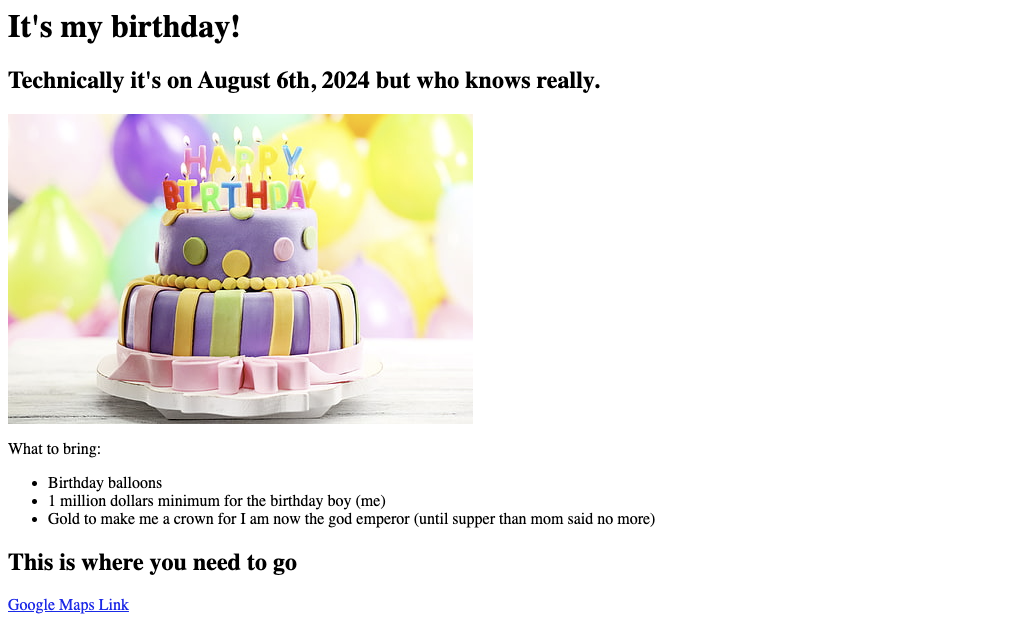 It's my birthday!
Technically it's on August 6th, 2024 but who knows really.
HAPPY
BIRTHDAY
What to bring:
Birthday balloons
1 million dollars minimum for the birthday boy (me)
Gold to make me a crown for I am now the god emperor (until supper than mom said no more)
This is where you need to go
Google Maps Link